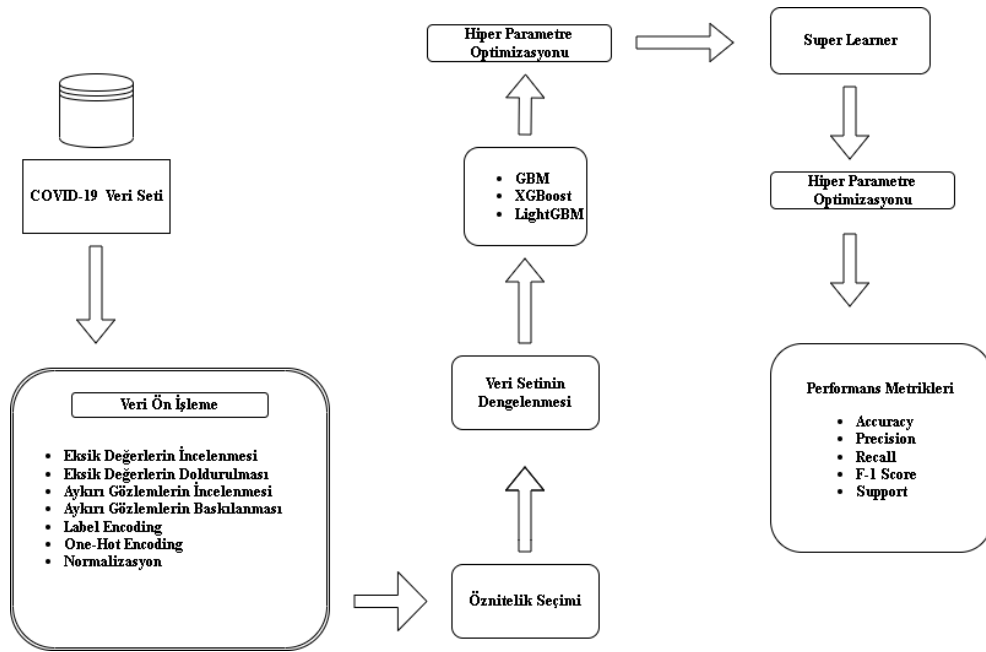 COVID-19 Veri Seti
Veri Ön İşleme
Eksik Değerlerin İncelenmesi
Eksik Değerlerin Doldurulması
Aykırı Gözlemlerin İncelenmesi
Aykırı Gözlemlerin Baskılanması
Label Encoding
One-Hot Encoding
Normalizasyon
Öznitelik Seçimi
Veri Setinin
Dengelenmesi
GBM
XGBoost
LightGBM
Hiper Parametre
Optimizasyonu
Super Learner
Hiper Parametre
Optimizasyonu
Performans Metrikleri
Accuracy
Precision
Recall
F-1 Score
Support